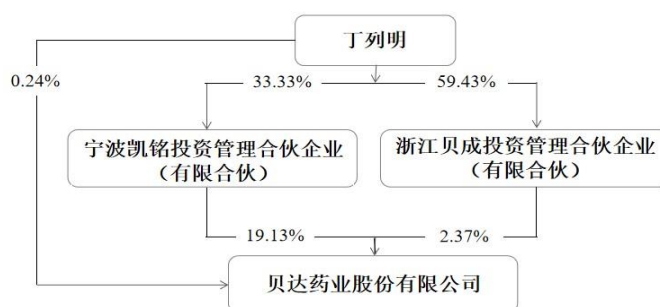 丁列明
0.24%
33.33%
59.43%
宁波凯铭投资管理合伙企业
（有限合伙）
浙江贝成投资管理合伙企业
（有限合伙）
19.13%
2.37%
贝达药业股份有限公司